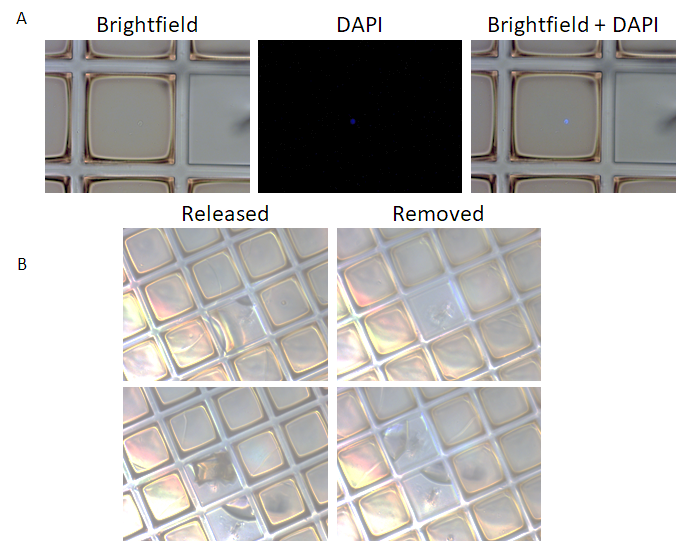 A
Brightfield DAPI Brightfield + DAPI
Released Removed
B